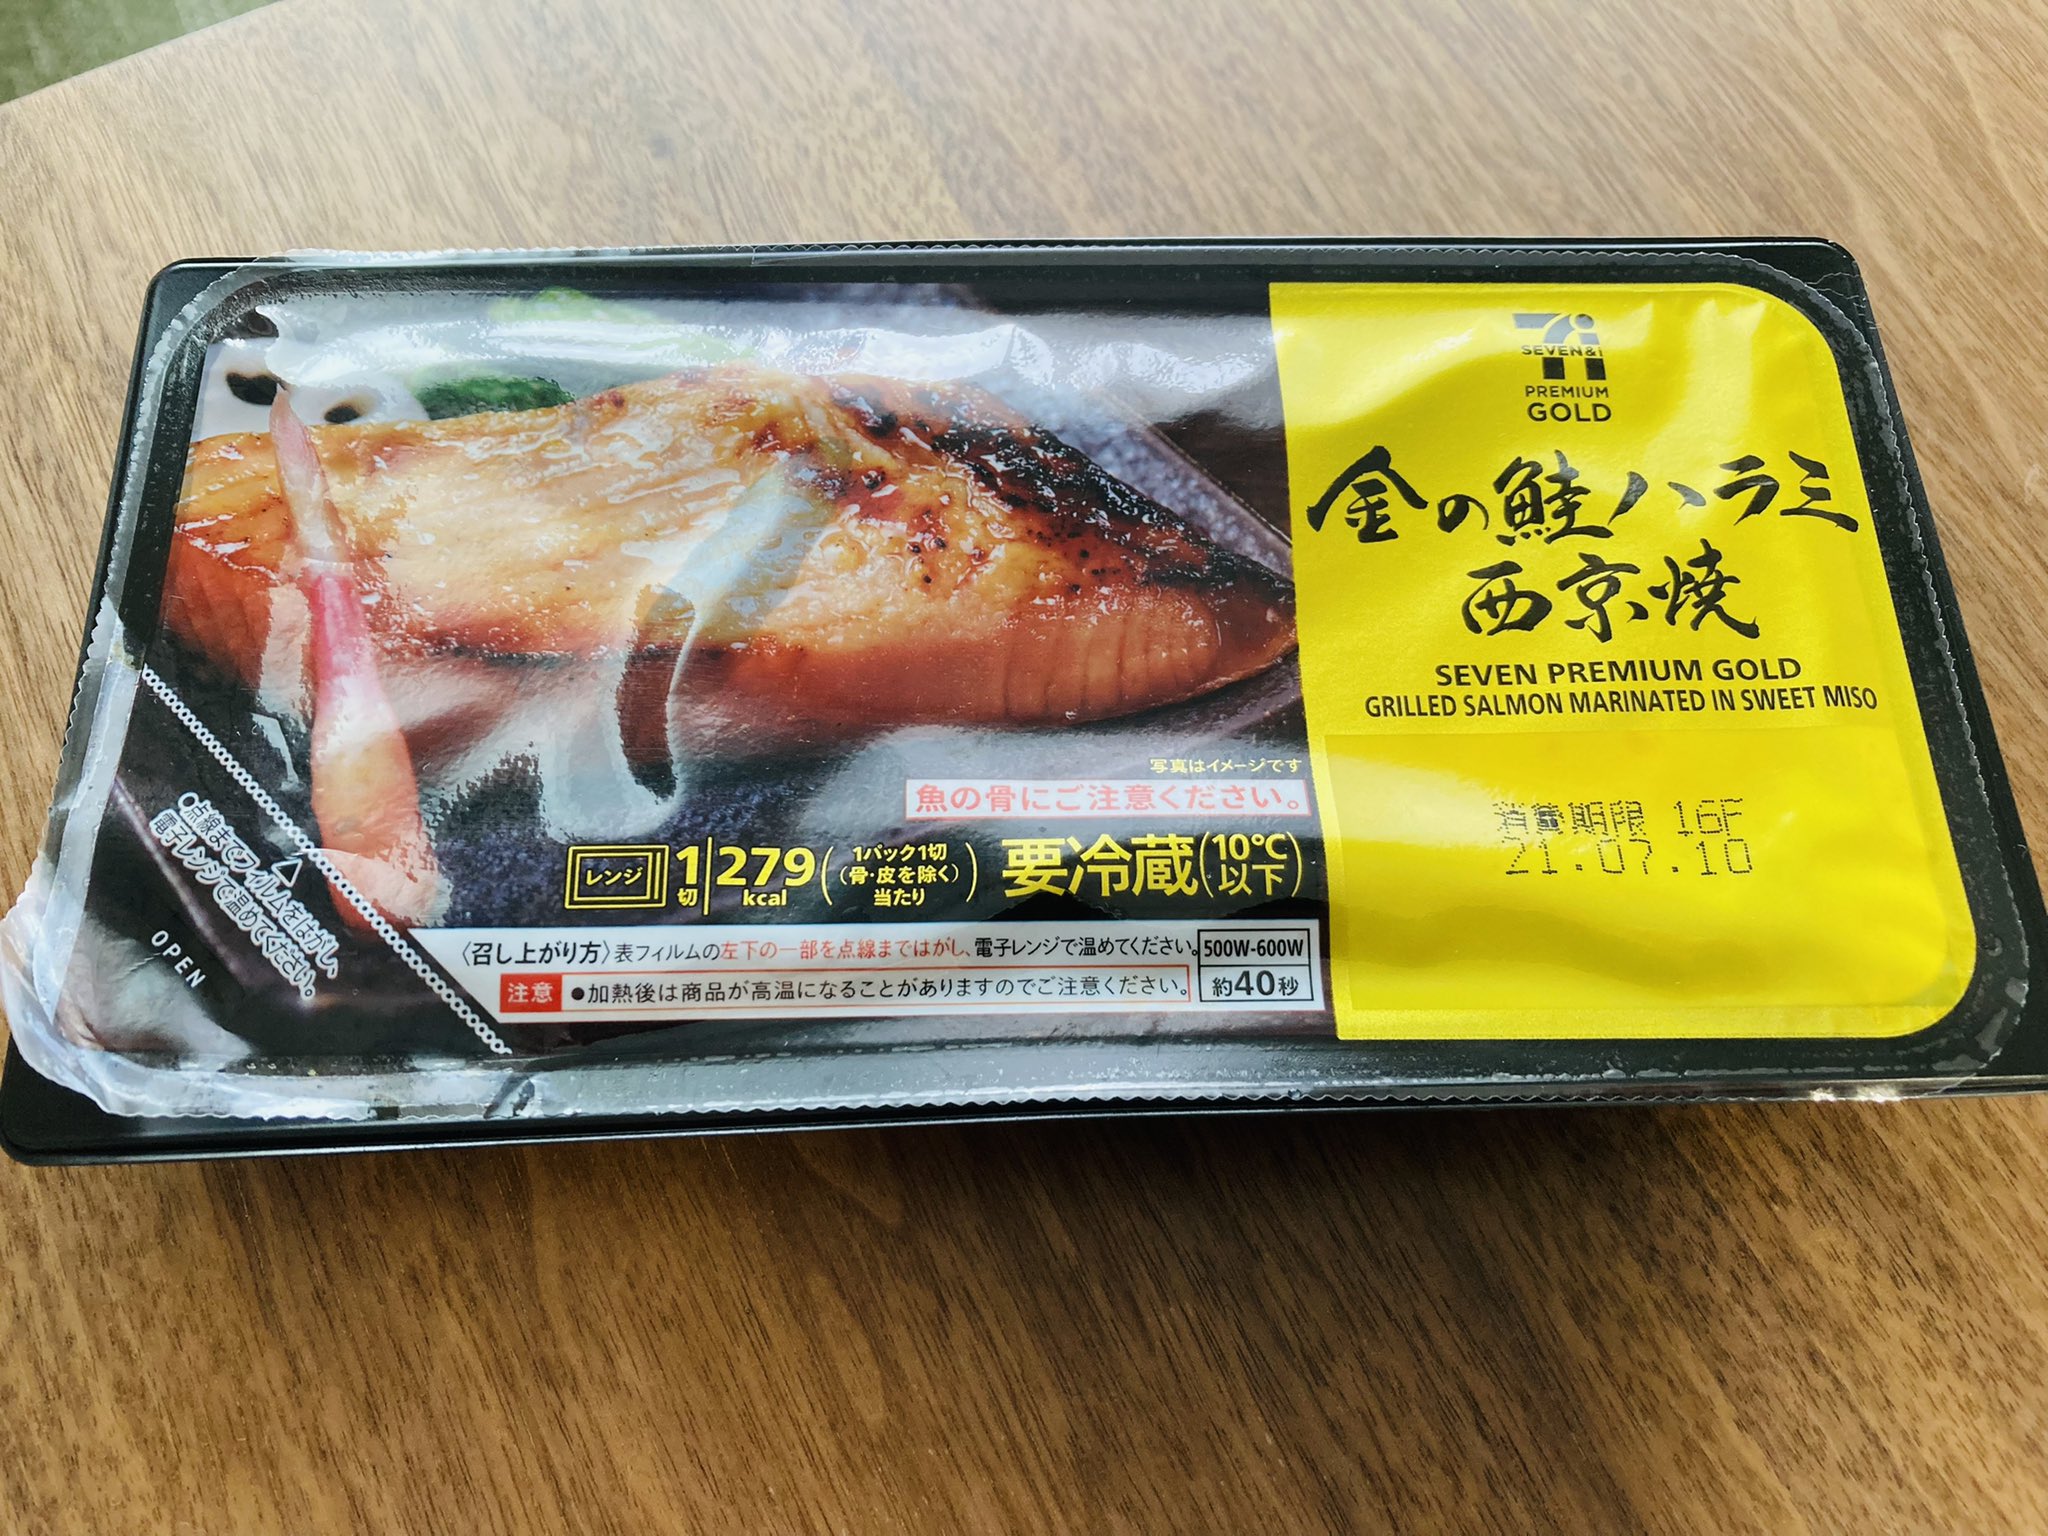 SEVEN&i
PREMIUM
GOLD
金の鮭ハラミ
西京焼
SEVEN PREMIUM GOLD
GRILLED SALMON MARINATED IN SWEET MISO
消費期限 16F
21.07.10
写真はイメージです
魚の骨にご注意ください。
レンジ
1切
279kcal
(1パック1切
(骨・皮を除く)
当たり)
要冷蔵(10℃以下)
○点線までフィルムをはがし、
電子レンジで温めてください。
OPEN
〈召し上がり方〉表フィルムの左下の一部を点線まではがし、電子レンジで温めてください。
500W-600W
約40秒
注意 ●加熱後は商品が高温になることがありますのでご注意ください。